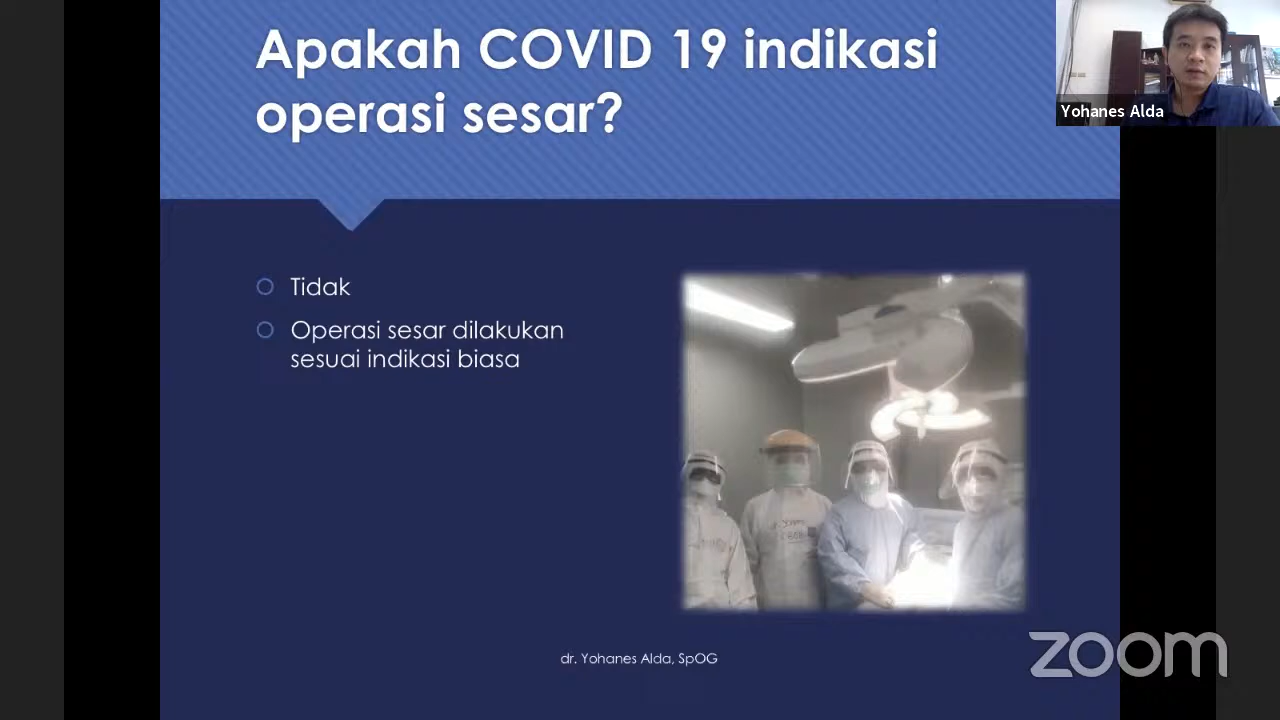 Apakah COVID 19 indikasi
operasi sesar?
Yohanes Alda
Tidak
Operasi sesar dilakukan
sesuai indikasi biasa
dr. Yohanes Alda, SpOG
zoom